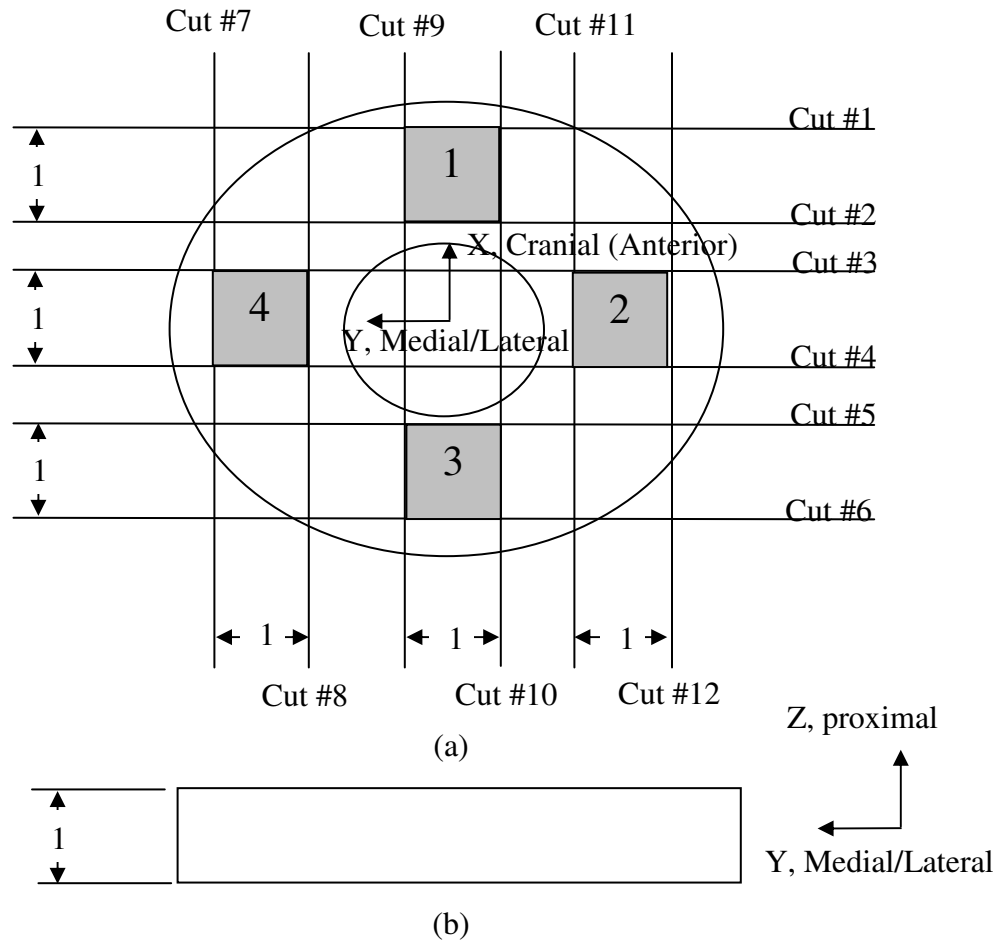 Cut #7
Cut #9
Cut #11
Cut #1
1
1
Cut #2
X, Cranial (Anterior)
Cut #3
4
2
1
Y, Medial/Lateral
Cut #4
Cut #5
3
1
Cut #6
1
1
1
Cut #8
Cut #10
Cut #12
(a)
Z, proximal
1
Y, Medial/Lateral
(b)